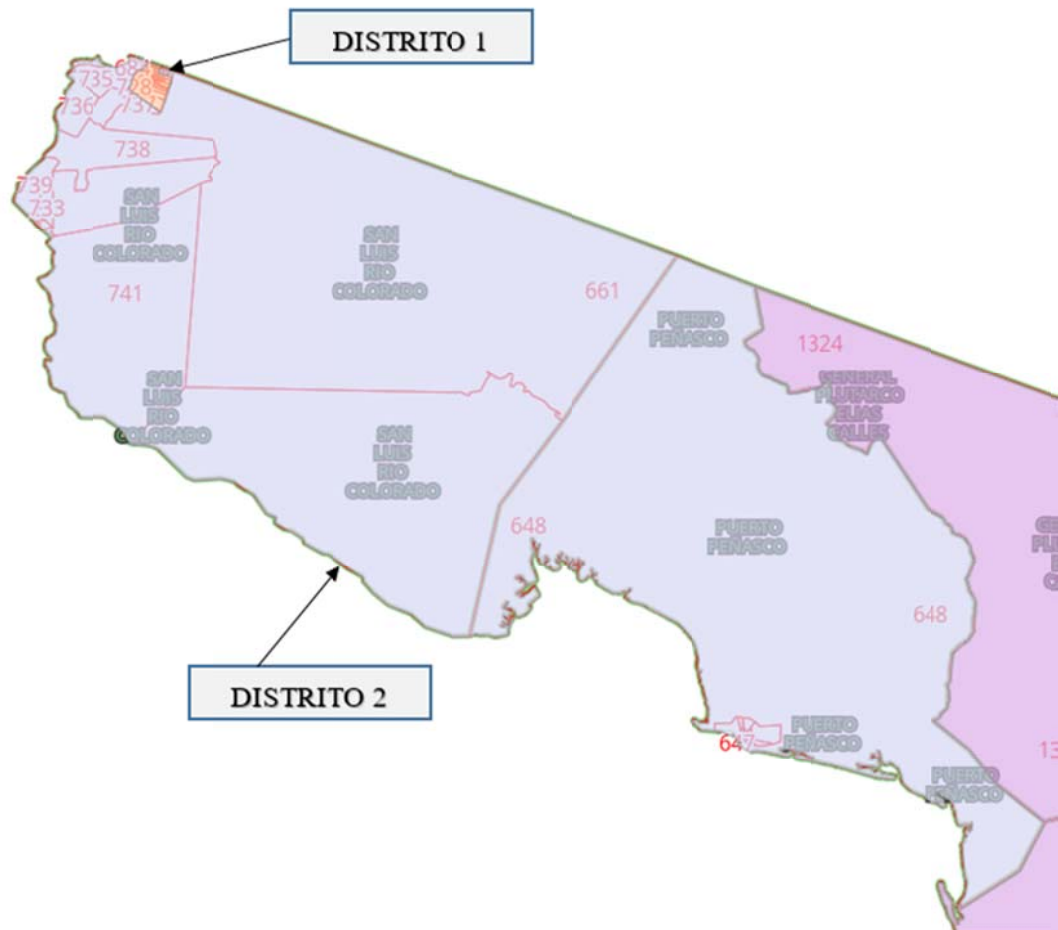 DISTRITO 1
735
736
738
739
733
SAN
LUIS
RIO
COLORADO
SAN
LUIS
RIO
COLORADO
741
661
PUERTO
PEÑASCO
1324
GENERAL
PLUTARCO
ELIAS
CALLES
SAN
LUIS
RIO
COLORADO
SAN
LUIS
RIO
COLORADO
648
PUERTO
PEÑASCO
648
DISTRITO 2
647
PUERTO
PEÑASCO
PUERTO
PEÑASCO